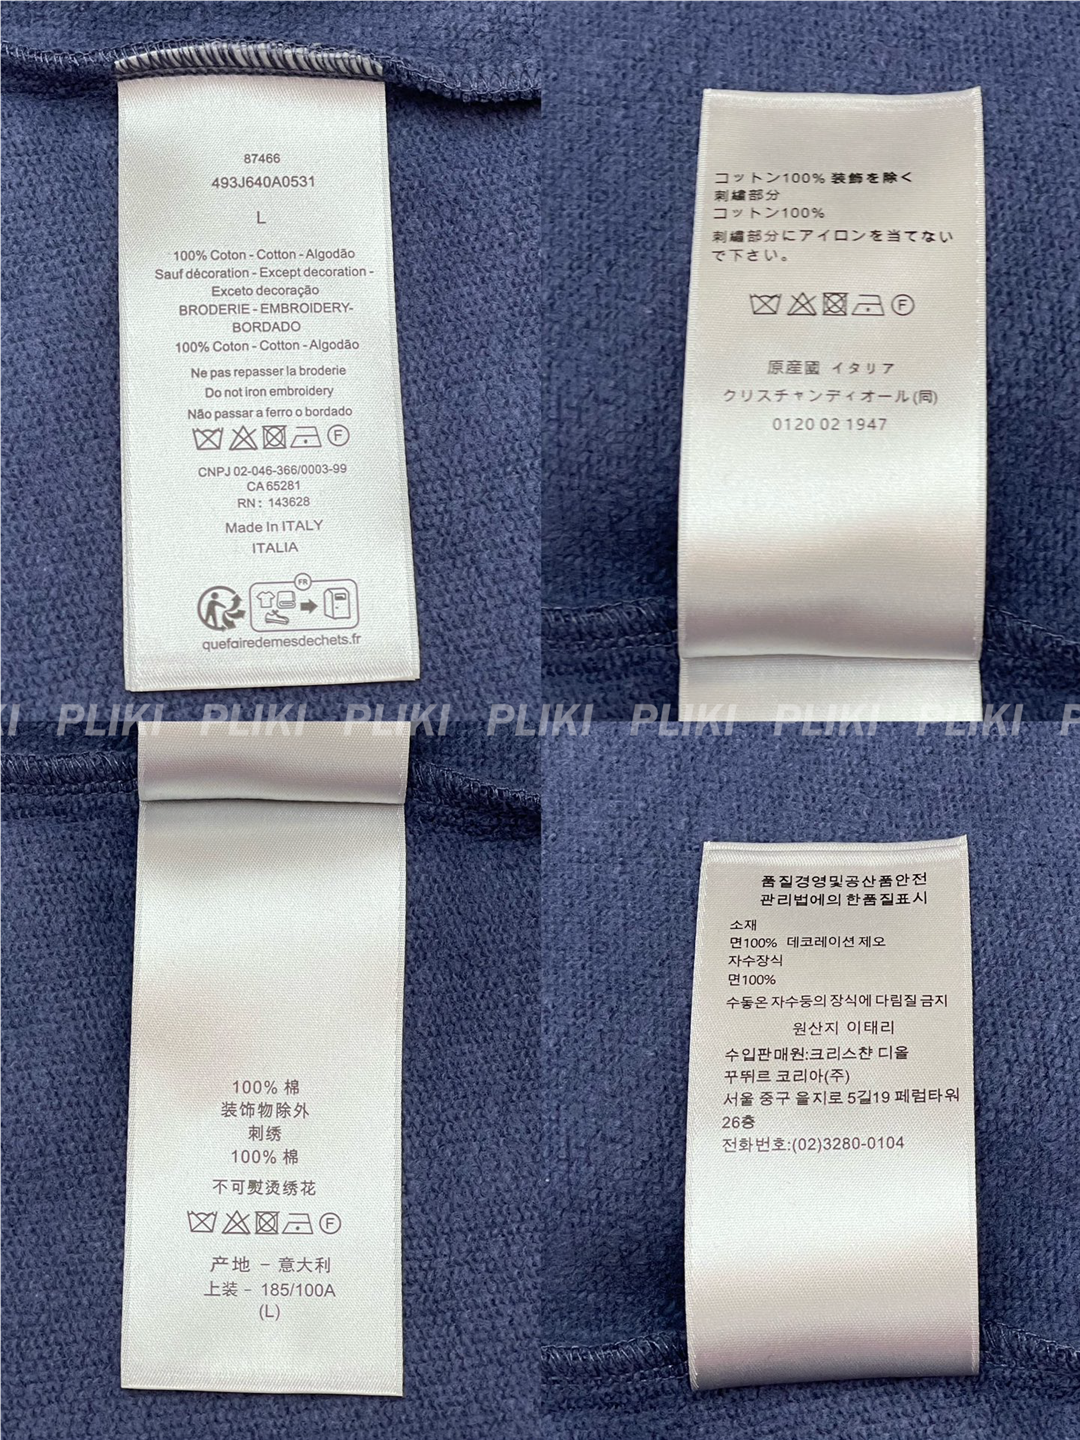 87466
493J640A0531
L
100% Coton - Cotton - Algodão
Sauf décoration - Except decoration -
Exceto decoração
BRODERIE - EMBROIDERY-
BORDADO
100% Coton - Cotton - Algodão
Ne pas repasser la broderie
Do not iron embroidery
Não passar a ferro o bordado
F
CNPJ 02-046-366/0003-99
CA 65281
RN : 143628
Made In ITALY
ITALIA
FR
quefairedemesdechets.fr
コットン100% 装飾を除く
刺繍部分
コットン100%
刺繍部分にアイロンを当てない
で下さい。
F
原産國 イタリア
クリスチャンディオール(同)
0120 02 1947
PLIKI PLIKI PLIKI PLIKI PLIKI PLIKI PLIKI
100% 棉
装饰物除外
刺绣
100% 棉
不可熨烫绣花
F
产地 - 意大利
上装 - 185/100A
(L)
품질경영및공산품안전
관리법에의한품질표시
소재
면100% 데코레이션 제오
자수장식
면100%
수동은 자수등의 장식에 다림질 금지
원산지 이태리
수입판매원:크리스챤 디올
꾸뛰르 코리아(주)
서울 중구 을지로 5길19 페럼타워
26층
전화번호:(02)3280-0104
PLIKI PLIKI PLIKI PLIKI PLIKI PLIKI PLIKI